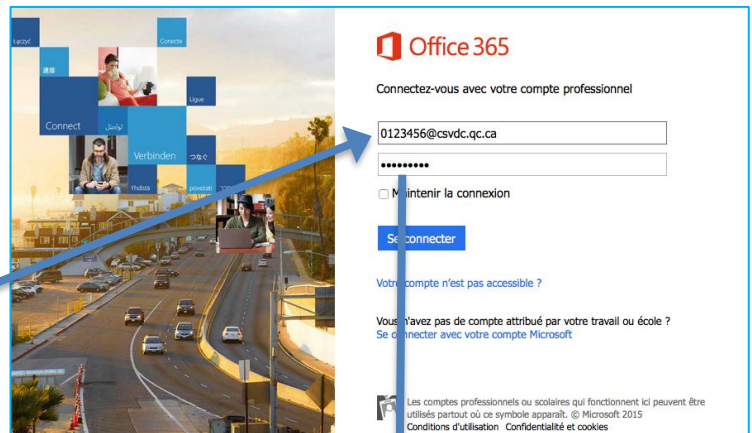 Łączyć
Conecte
連接
Ligue
Connect
تواصل
Verbinden
つなぐ
Yhdistä
povezati
Office 365
Connectez-vous avec votre compte professionnel
0123456@csvdc.qc.ca
•••••••••
Maintenir la connexion
Se connecter
Votre compte n'est pas accessible ?
Vous n'avez pas de compte attribué par votre travail ou école ?
Se connecter avec votre compte Microsoft
Les comptes professionnels ou scolaires qui fonctionnent ici peuvent être
utilisés partout où ce symbole apparaît. © Microsoft 2015
Conditions d'utilisation Confidentialité et cookies